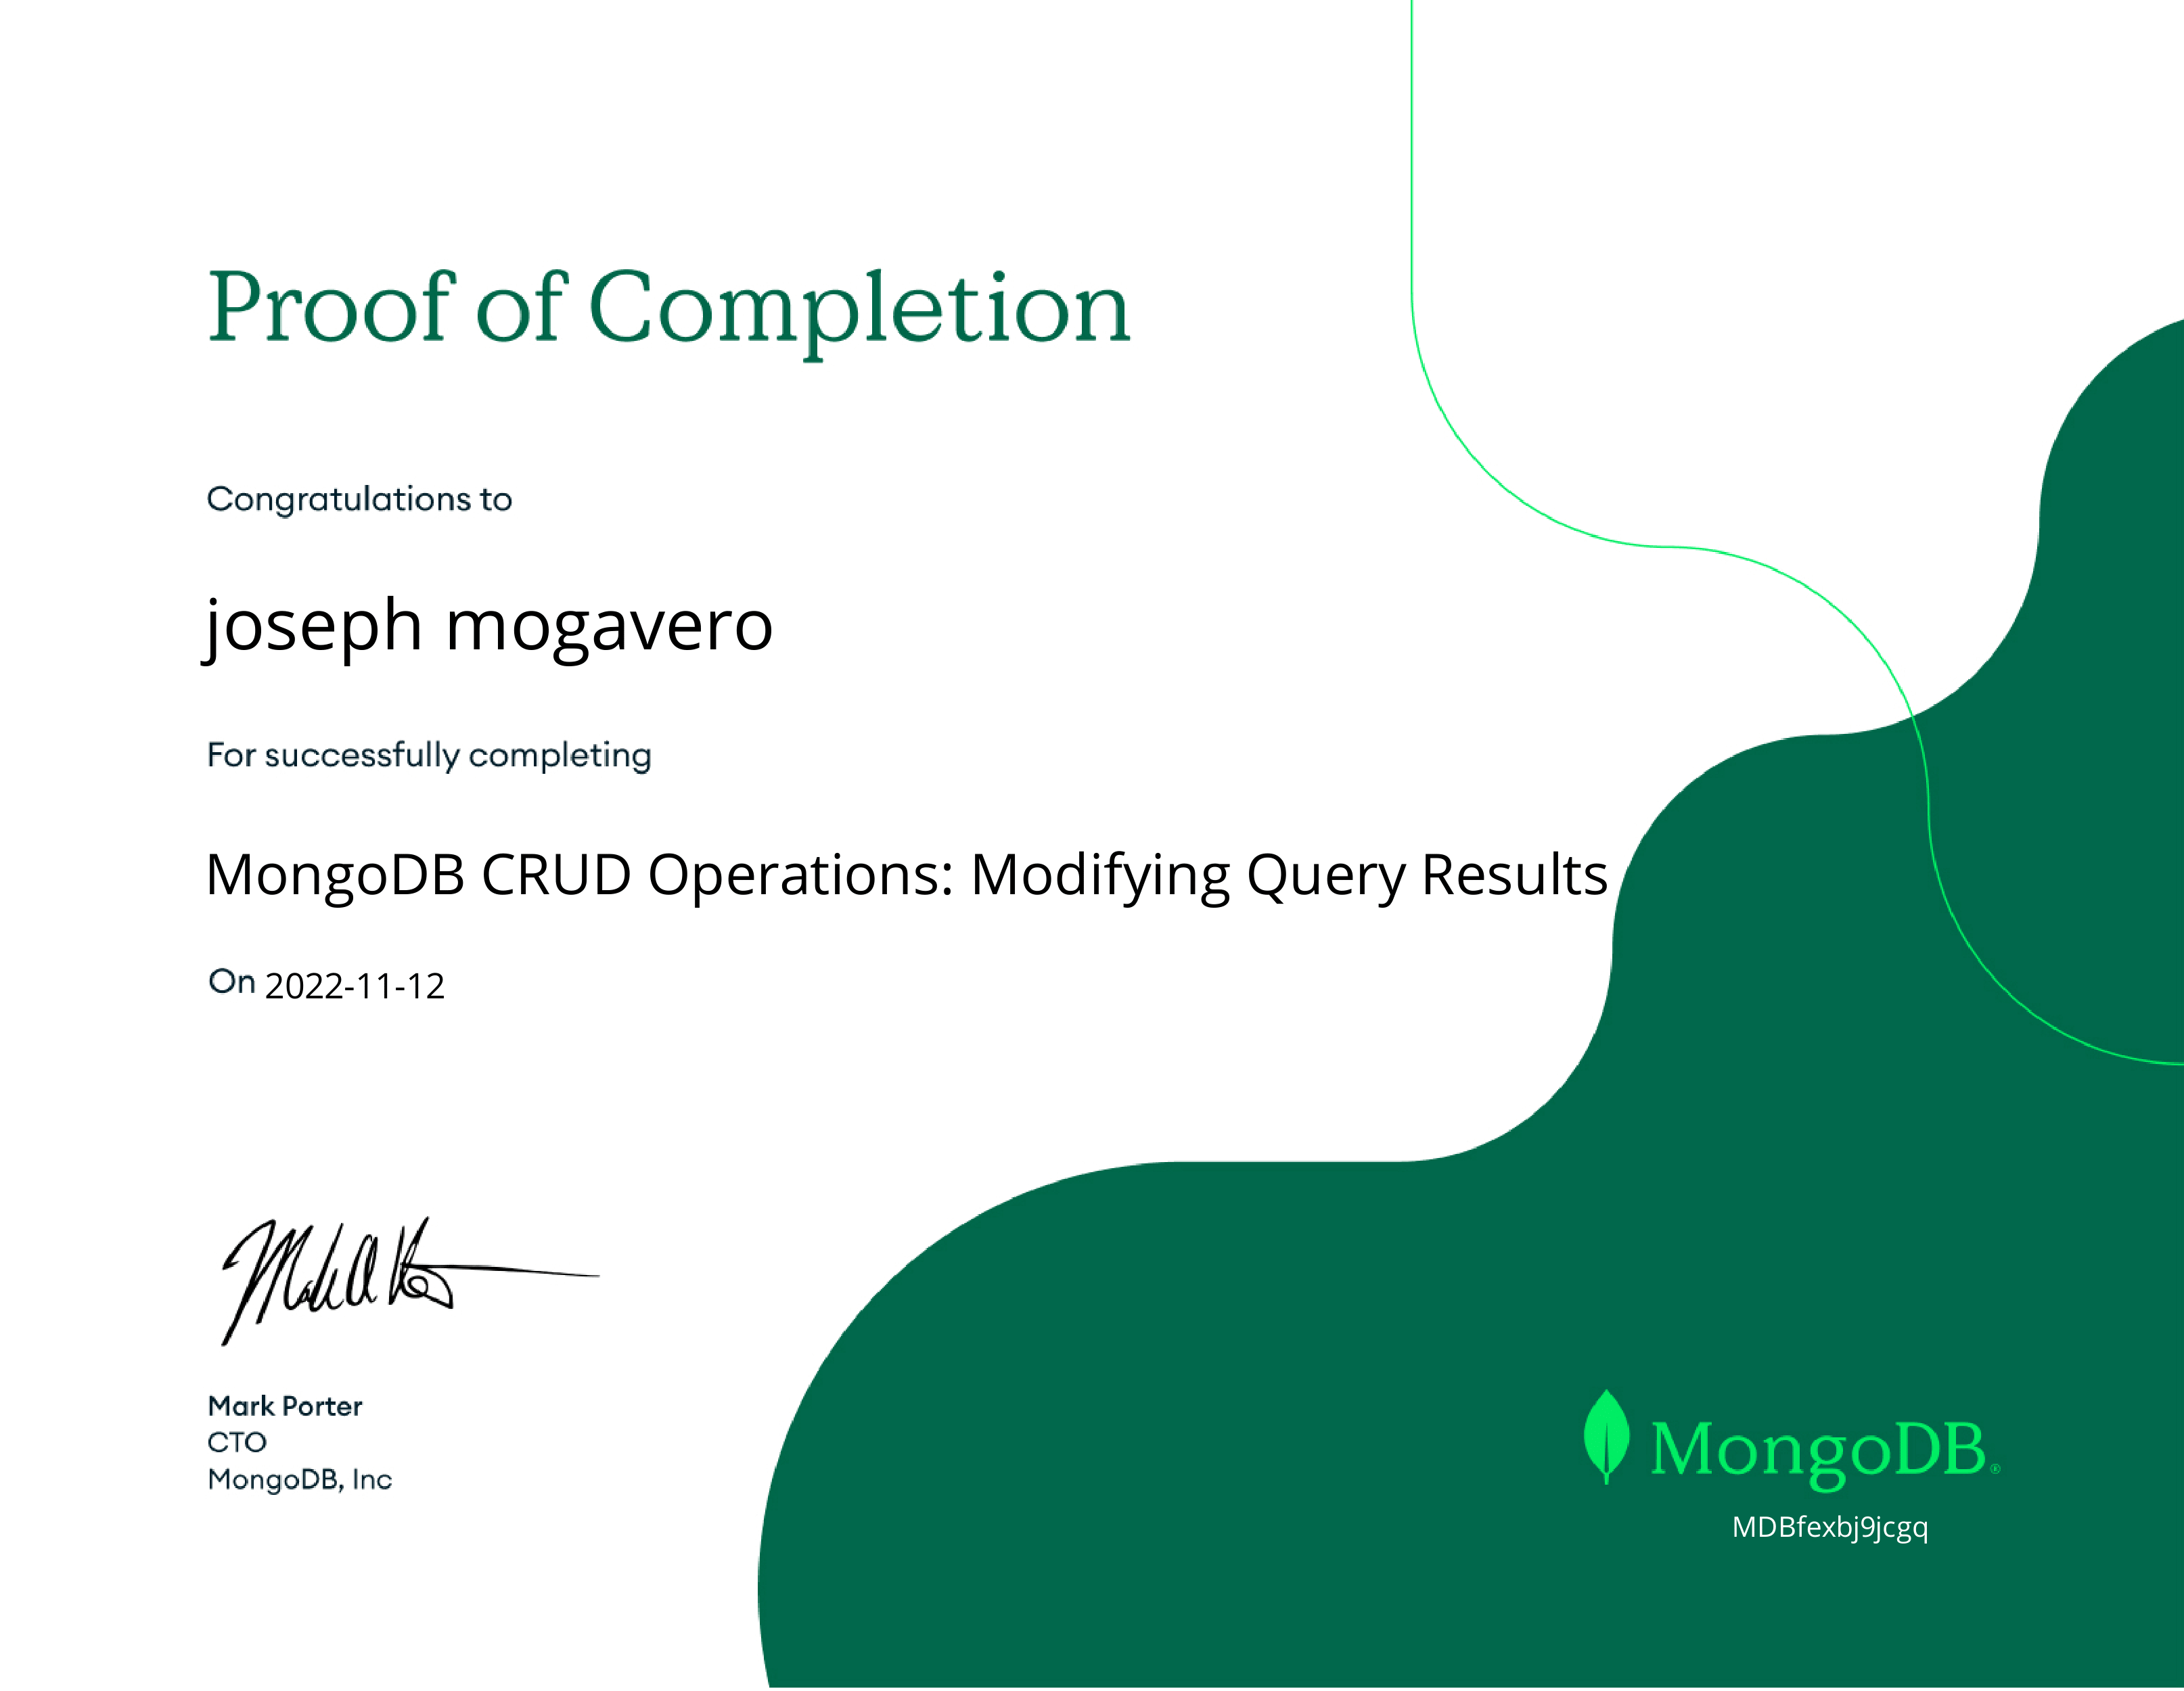 Proof of Completion
Congratulations to
joseph mogavero
For successfully completing
MongoDB CRUD Operations: Modifying Query Results
On 2022-11-12
Mark Porter
CTO
MongoDB, Inc
MongoDB®
MDBfexbj9jcgq